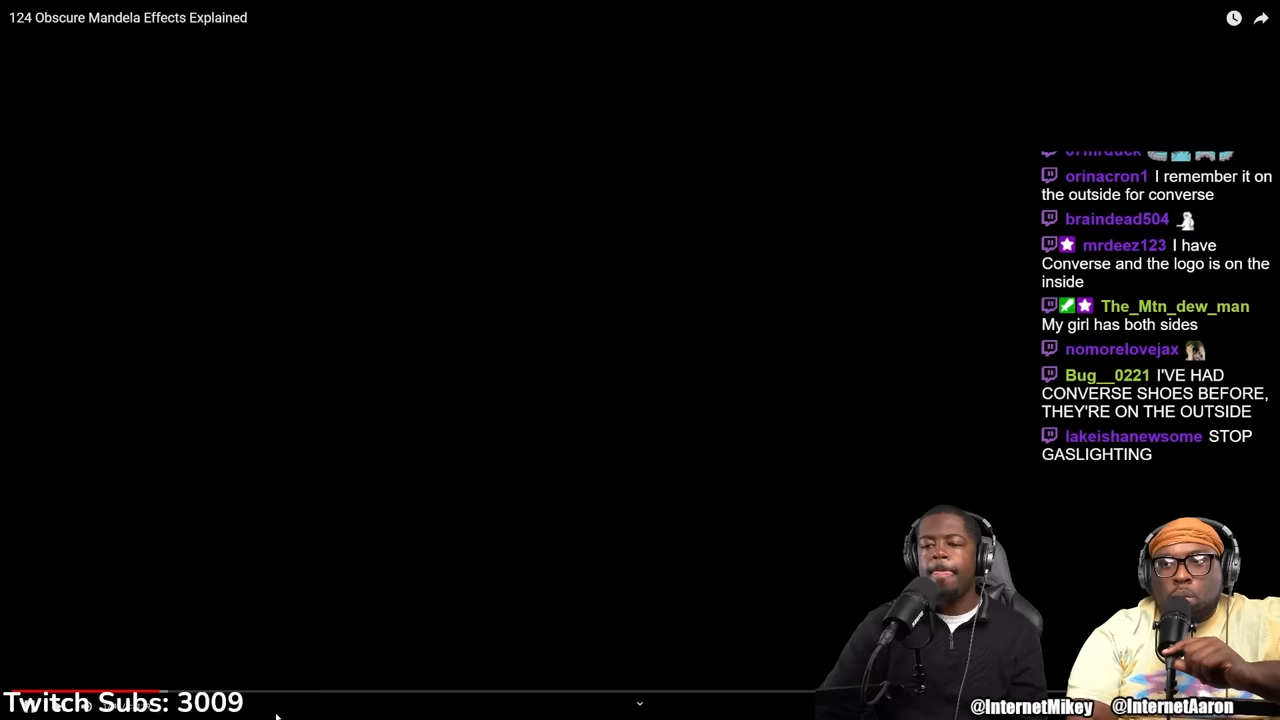 124 Obscure Mandela Effects Explained
orinacron1 I remember it on
the outside for converse
braindead504
mrdeez123 I have
Converse and the logo is on the
inside
The_Mtn_dew_man
My girl has both sides
nomorelovejax
Bug__0221 I'VE HAD
CONVERSE SHOES BEFORE,
THEY'RE ON THE OUTSIDE
lakeishanewsome STOP
GASLIGHTING
Twitch Subs: 3009
@InternetMikey
@InternetAaron